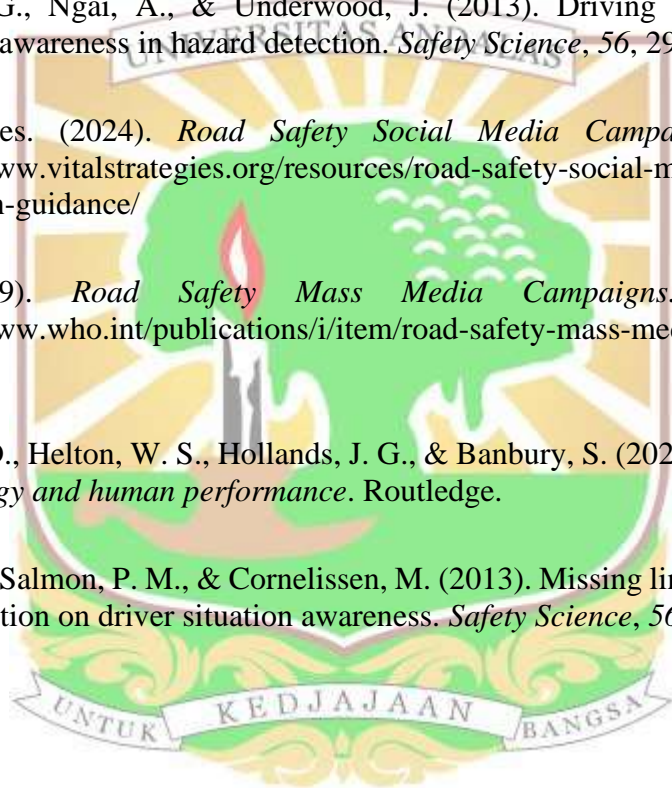 G., Ngai, A., & Underwood, J. (2013). Driving
awareness in hazard detection. Safety Science, 56, 29
UNIVERSITAS ANDALAS
es. (2024). Road Safety Social Media Campa
ww.vitalstrategies.org/resources/road-safety-social-m
n-guidance/
9). Road Safety Mass Media Campaigns.
ww.who.int/publications/i/item/road-safety-mass-med
D., Helton, W. S., Hollands, J. G., & Banbury, S. (202
gy and human performance. Routledge.
Salmon, P. M., & Cornelissen, M. (2013). Missing lin
tion on driver situation awareness. Safety Science, 56
UNTUK KEDJAJAAN BANGSA